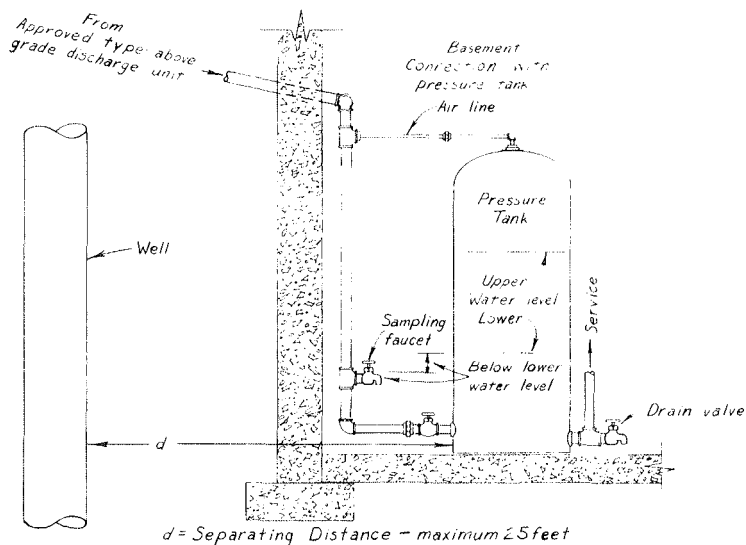 From
Approved type above
grade discharge unit
Basement
Connection with
pressure tank
Air line
Pressure
Tank
Well
Upper
Water level
Lower
Service
Sampling
faucet
Below lower
water level
Drain valve
d
d = Separating Distance - maximum 25 feet